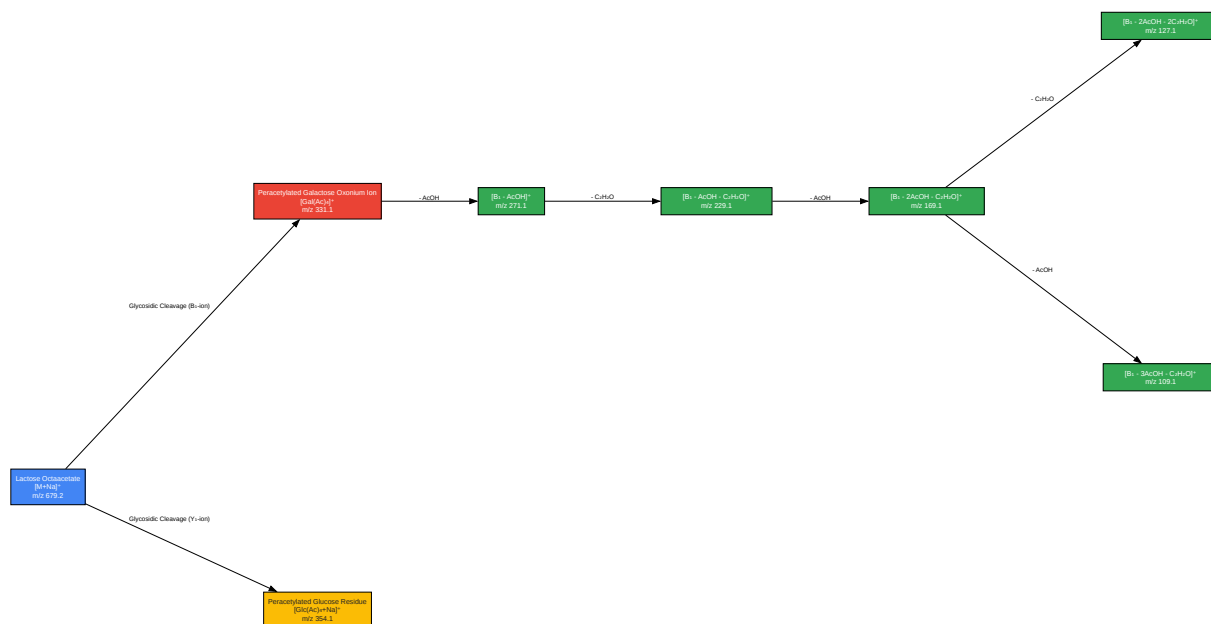 [B₁ - 2AcOH - 2C₂H₂O]⁺
m/z 127.1
- C₂H₂O
Peracetylated Galactose Oxonium Ion
[Gal(Ac)₄]⁺
m/z 331.1
- AcOH
[B₁ - AcOH]⁺
m/z 271.1
- C₂H₂O
[B₁ - AcOH - C₂H₂O]⁺
m/z 229.1
- AcOH
[B₁ - 2AcOH - C₂H₂O]⁺
m/z 169.1
- AcOH
Glycosidic Cleavage (B₁-ion)
[B₁ - 3AcOH - C₂H₂O]⁺
m/z 109.1
Lactose Octaacetate
[M+Na]⁺
m/z 679.2
Glycosidic Cleavage (Y₁-ion)
Peracetylated Glucose Residue
[Glc(Ac)₄+Na]⁺
m/z 354.1